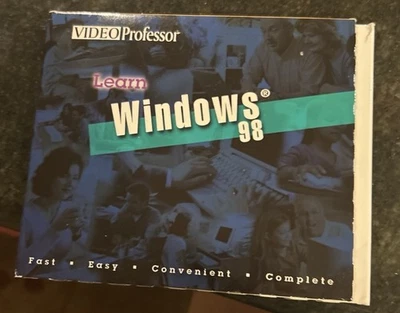 VIDEO Professor
Learn
Windows®
98
Fast ▪ Easy ▪ Convenient ▪ Complete